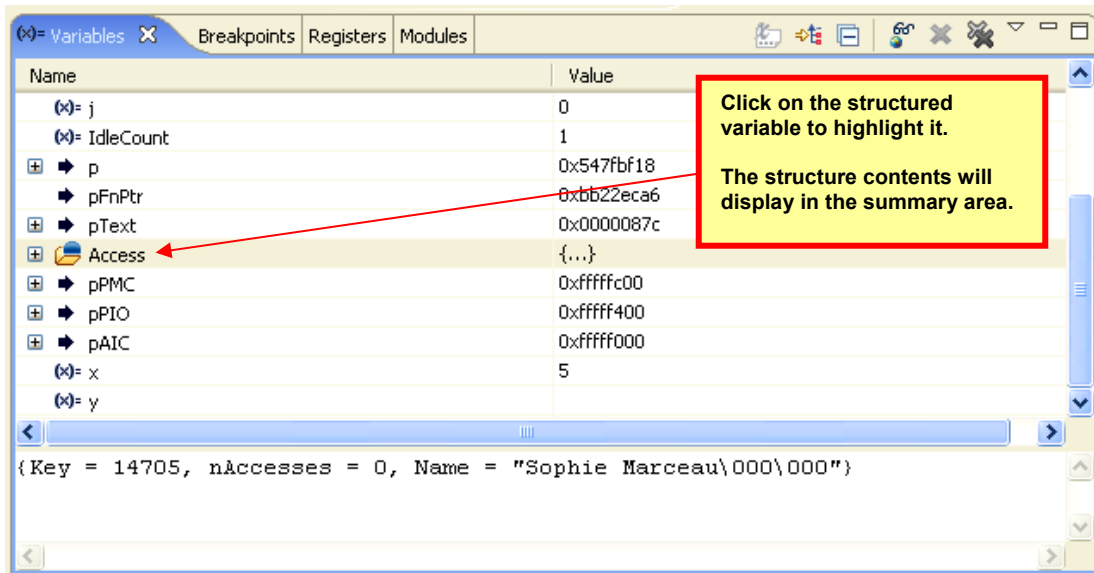 (x)= Variables Breakpoints Registers Modules
Name Value
(x)= j 0
(x)= IdleCount 1
p 0x547fbf18
pFnPtr 0xbb22eca6
pText 0x0000087c
Access {...}
pPMC 0xfffffc00
pPIO 0xfffff400
pAIC 0xfffff000
(x)= x 5
(x)= y
Click on the structured
variable to highlight it.
The structure contents will
display in the summary area.
{Key = 14705, nAccesses = 0, Name = "Sophie Marceau\000\000"}